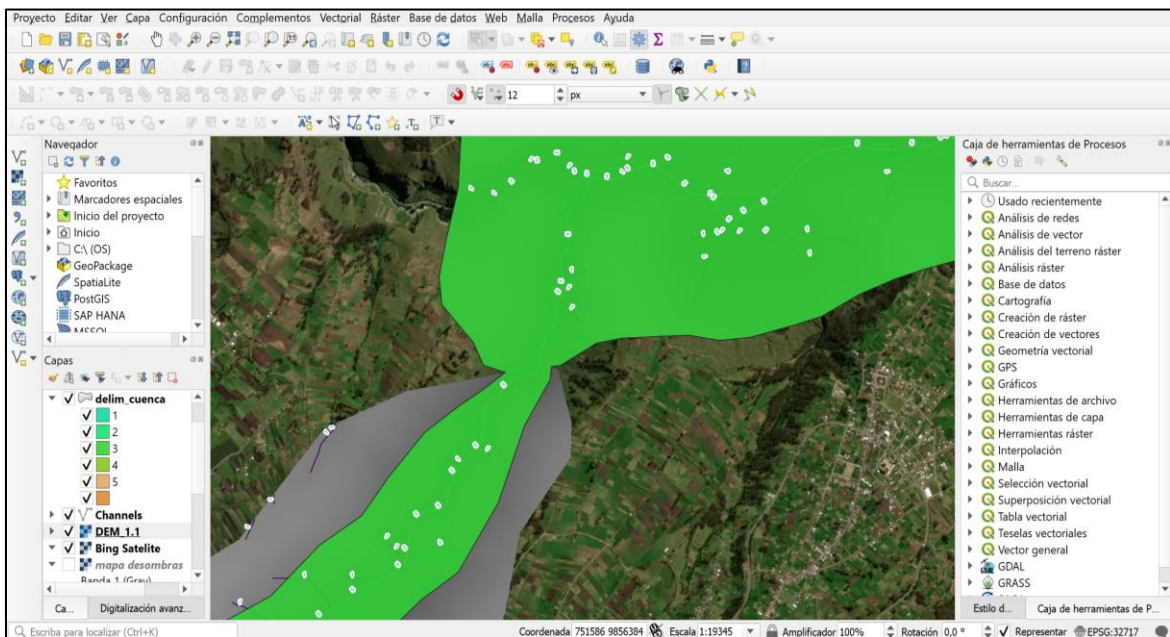 Proyecto Editar Ver Capa Configuración Complementos Vectorial Ráster Base de datos Web Malla Procesos Ayuda
12 px
Navegador
Favoritos
Marcadores espaciales
Inicio del proyecto
Inicio
C:\ (OS)
GeoPackage
SpatiaLite
PostGIS
SAP HANA
MSSQL
Capas
delim_cuenca
1
2
3
4
5
Channels
DEM_1.1
Bing Satelite
mapa desombras
Banda 1 (Gray)
Ca...
Digitalización avanz...
Caja de herramientas de Procesos
Buscar...
Usado recientemente
Análisis de redes
Análisis de vector
Análisis del terreno ráster
Análisis ráster
Base de datos
Cartografía
Creación de ráster
Creación de vectores
Geometría vectorial
GPS
Gráficos
Herramientas de archivo
Herramientas de capa
Herramientas ráster
Interpolación
Malla
Selección vectorial
Superposición vectorial
Tabla vectorial
Teselas vectoriales
Vector general
GDAL
GRASS
Estilo d...
Caja de herramientas de P...
Escriba para localizar (Ctrl+K)
Coordenada 751586 9856384 Escala 1:19345 Amplificador 100% Rotación 0,0 ° Representar EPSG:32717